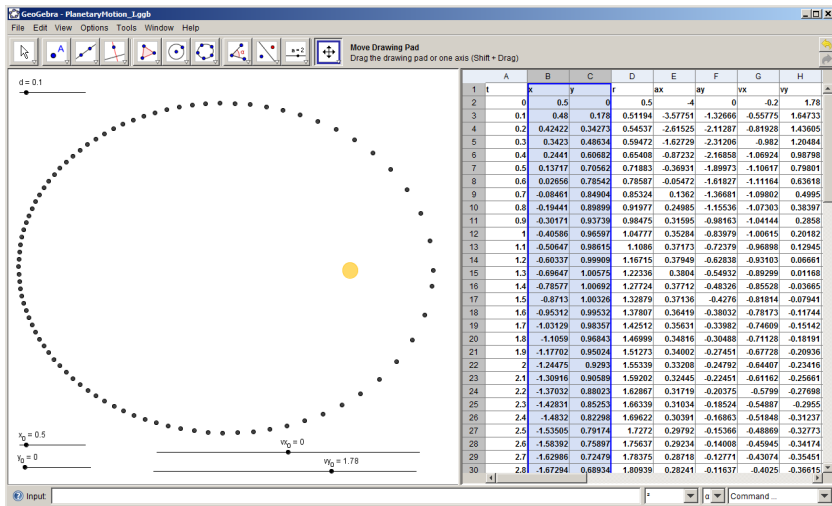 GeoGebra - PlanetaryMotion_1.ggb
File Edit View Options Tools Window Help
Move Drawing Pad
Drag the drawing pad or one axis (Shift + Drag)
A
α
a = 2
d = 0.1
x0 = 0.5
y0 = 0
vx0 = 0
vy0 = 1.78
A B C D E F G H
1 t x y r ax ay vx vy
2 0 0.5 0 0.5 -4 0 -0.2 1.78
3 0.1 0.48 0.178 0.51194 -3.57751 -1.32666 -0.55775 1.64733
4 0.2 0.42422 0.34273 0.54537 -2.61525 -2.11287 -0.81928 1.43605
5 0.3 0.3423 0.48634 0.59472 -1.62729 -2.31206 -0.982 1.20484
6 0.4 0.2441 0.60682 0.65408 -0.87232 -2.16858 -1.06924 0.98798
7 0.5 0.13717 0.70562 0.71883 -0.36931 -1.89973 -1.10617 0.79801
8 0.6 0.02656 0.78542 0.78587 -0.05472 -1.61827 -1.11164 0.63618
9 0.7 -0.08461 0.84904 0.85324 0.1362 -1.36681 -1.09802 0.4995
10 0.8 -0.19441 0.89899 0.91977 0.24985 -1.15536 -1.07303 0.38397
11 0.9 -0.30171 0.93739 0.98475 0.31595 -0.98163 -1.04144 0.2858
12 1 -0.40586 0.96597 1.04777 0.35284 -0.83979 -1.00615 0.20182
13 1.1 -0.50647 0.98615 1.1086 0.37173 -0.72379 -0.96898 0.12945
14 1.2 -0.60337 0.99909 1.16715 0.37949 -0.62838 -0.93103 0.06661
15 1.3 -0.69647 1.00575 1.22336 0.3804 -0.54932 -0.89299 0.01168
16 1.4 -0.78577 1.00692 1.27724 0.37712 -0.48326 -0.85528 -0.03665
17 1.5 -0.8713 1.00326 1.32879 0.37136 -0.4276 -0.81814 -0.07941
18 1.6 -0.95312 0.99532 1.37807 0.36419 -0.38032 -0.78173 -0.11744
19 1.7 -1.03129 0.98357 1.42512 0.35631 -0.33982 -0.74609 -0.15142
20 1.8 -1.1059 0.96843 1.46999 0.34816 -0.30488 -0.71128 -0.18191
21 1.9 -1.17702 0.95024 1.51273 0.34002 -0.27451 -0.67728 -0.20936
22 2 -1.24475 0.9293 1.55339 0.33208 -0.24792 -0.64407 -0.23416
23 2.1 -1.30916 0.90589 1.59202 0.32445 -0.22451 -0.61162 -0.25661
24 2.2 -1.37032 0.88023 1.62867 0.31719 -0.20375 -0.5799 -0.27698
25 2.3 -1.42831 0.85253 1.66339 0.31034 -0.18524 -0.54887 -0.2955
26 2.4 -1.4832 0.82298 1.69622 0.30391 -0.16863 -0.51848 -0.31237
27 2.5 -1.53505 0.79174 1.7272 0.29792 -0.15366 -0.48869 -0.32773
28 2.6 -1.58392 0.75897 1.75637 0.29234 -0.14008 -0.45945 -0.34174
29 2.7 -1.62986 0.72479 1.78375 0.28718 -0.12771 -0.43074 -0.35451
30 2.8 -1.67294 0.68934 1.80939 0.28241 -0.11637 -0.4025 -0.36615
Input: ² α Command ...